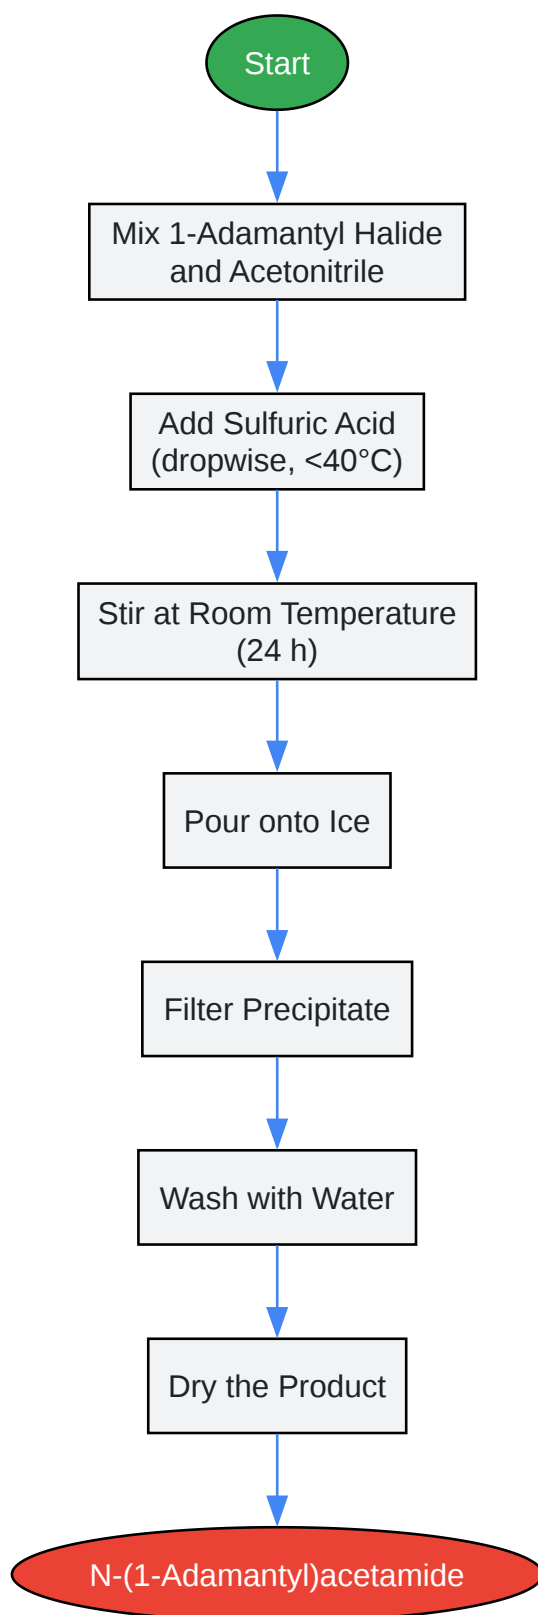 Start
Mix 1-Adamantyl Halide
and Acetonitrile
Add Sulfuric Acid
(dropwise, <40°C)
Stir at Room Temperature
(24 h)
Pour onto Ice
Filter Precipitate
Wash with Water
Dry the Product
N-(1-Adamantyl)acetamide